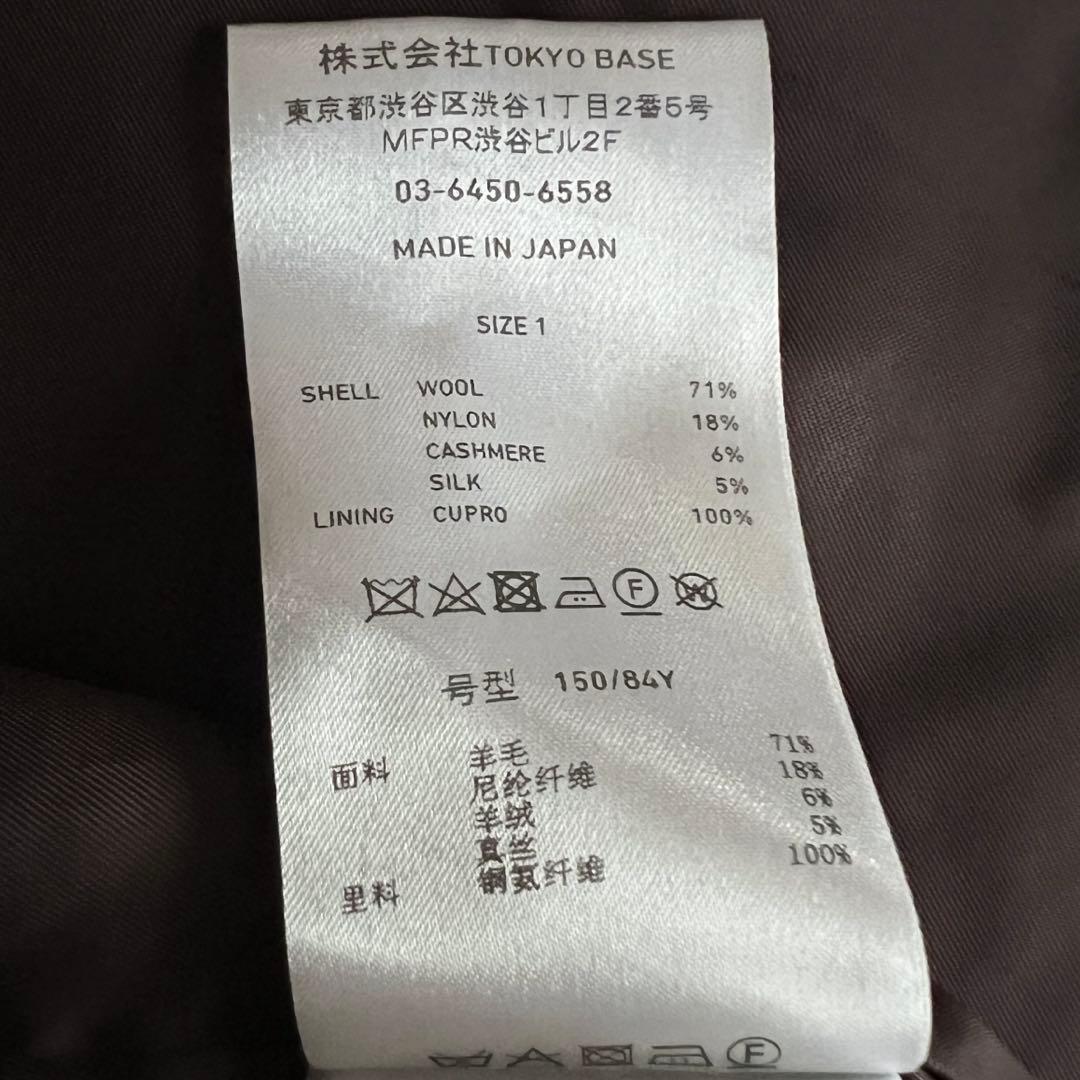 株式会社TOKYO BASE
東京都渋谷区渋谷1丁目2番5号
MFPR渋谷ビル2F
03-6450-6558
MADE IN JAPAN
SIZE 1
SHELL WOOL 71%
NYLON 18%
CASHMERE 6%
SILK 5%
LINING CUPRO 100%
F W
号型 150/84Y
面料 羊毛 71%
尼纶纤维 18%
羊绒 6%
真丝 5%
里料 铜氨纤维 100%
F